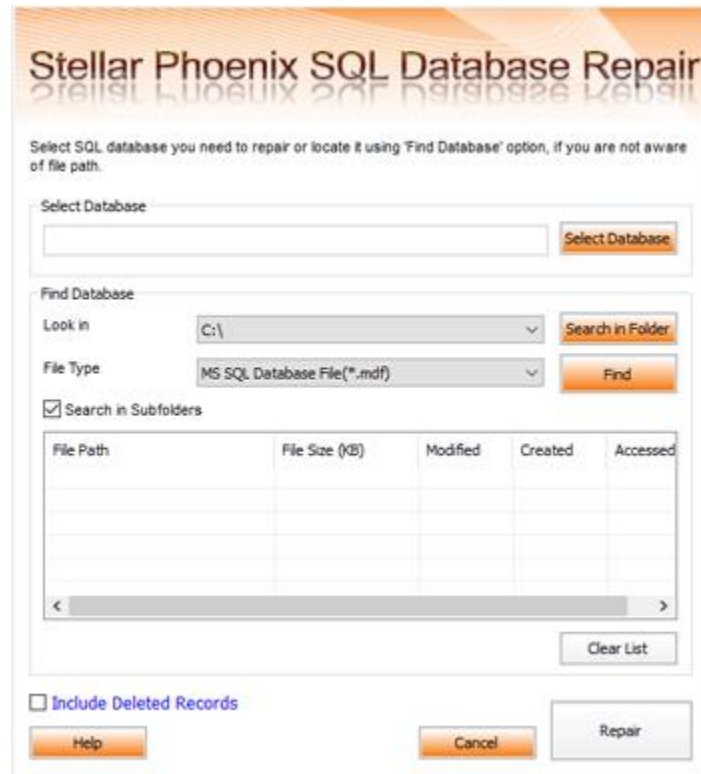 Stellar Phoenix SQL Database Repair
Select SQL database you need to repair or locate it using 'Find Database' option, if you are not aware
of file path.
Select Database
Select Database
Find Database
Look in
C:\
Search in Folder
File Type
MS SQL Database File(*.mdf)
Find
Search in Subfolders
File Path File Size (KB) Modified Created Accessed
Clear List
Include Deleted Records
Help
Cancel
Repair